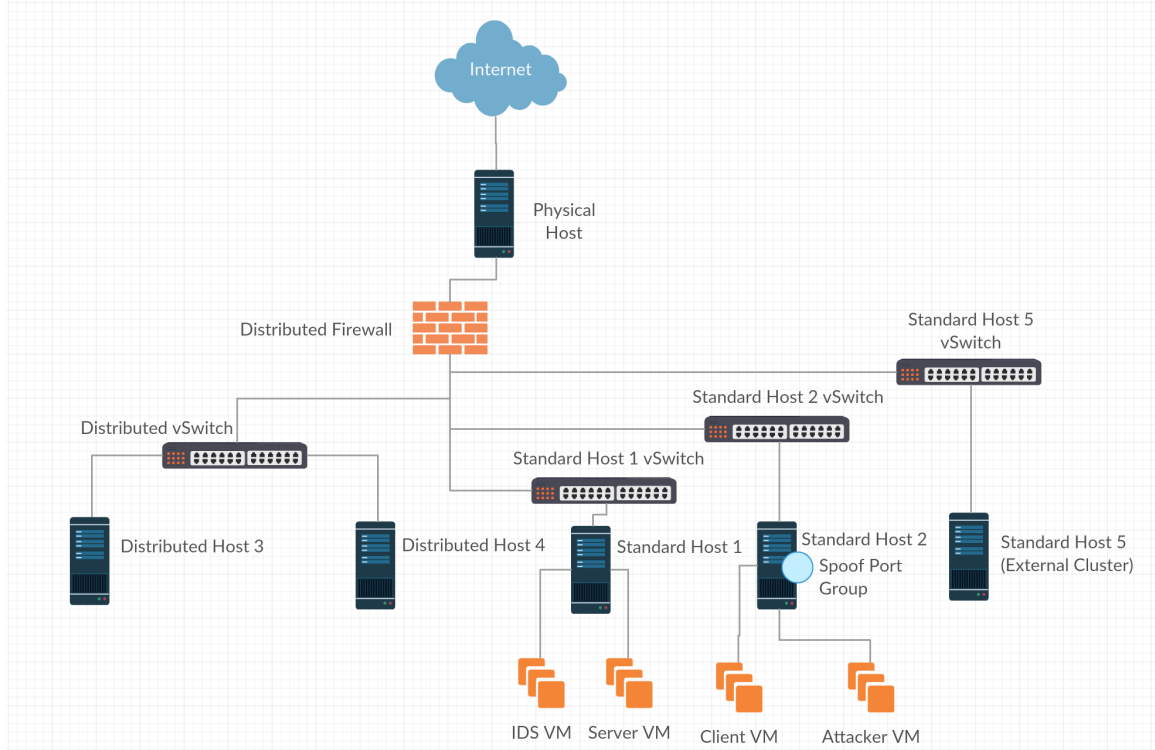 Internet
Physical
Host
Distributed Firewall
Standard Host 5
vSwitch
Standard Host 2 vSwitch
Distributed vSwitch
Standard Host 1 vSwitch
Distributed Host 3
Distributed Host 4
Standard Host 1
Standard Host 2
Spoof Port
Group
Standard Host 5
(External Cluster)
IDS VM
Server VM
Client VM
Attacker VM